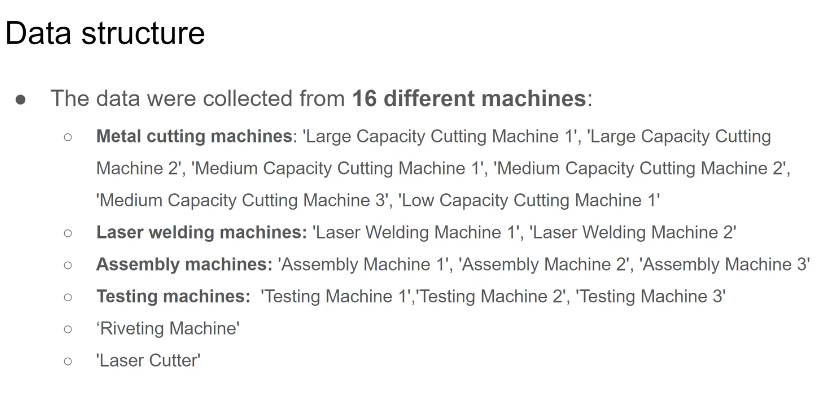 Data structure
● The data were collected from 16 different machines:
○ Metal cutting machines: 'Large Capacity Cutting Machine 1', 'Large Capacity Cutting
Machine 2', 'Medium Capacity Cutting Machine 1', 'Medium Capacity Cutting Machine 2',
'Medium Capacity Cutting Machine 3', 'Low Capacity Cutting Machine 1'
○ Laser welding machines: 'Laser Welding Machine 1', 'Laser Welding Machine 2'
○ Assembly machines: 'Assembly Machine 1', 'Assembly Machine 2', 'Assembly Machine 3'
○ Testing machines:  'Testing Machine 1','Testing Machine 2', 'Testing Machine 3'
○ ‘Riveting Machine'
○ 'Laser Cutter'